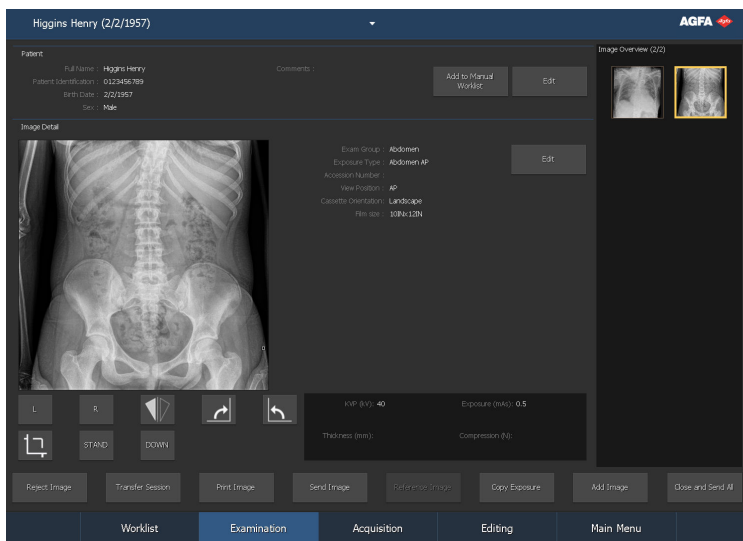 Higgins Henry (2/2/1957)
AGFA
Patient
Full Name : Higgins Henry
Comments :
Patient Identification : 0123456789
Birth Date : 2/2/1957
Sex : Male
Add to Manual
Worklist
Edit
Image Overview (2/2)
Image Detail
Exam Group : Abdomen
Exposure Type : Abdomen AP
Accession Number :
View Position : AP
Cassette Orientation: Landscape
Film size : 10INx12IN
Edit
L
R
STAND
DOWN
KVP (kV): 40
Exposure (mAs): 0.5
Thickness (mm):
Compression (N):
Reject Image
Transfer Session
Print Image
Send Image
Reference Image
Copy Exposure
Add Image
Close and Send All
Worklist
Examination
Acquisition
Editing
Main Menu